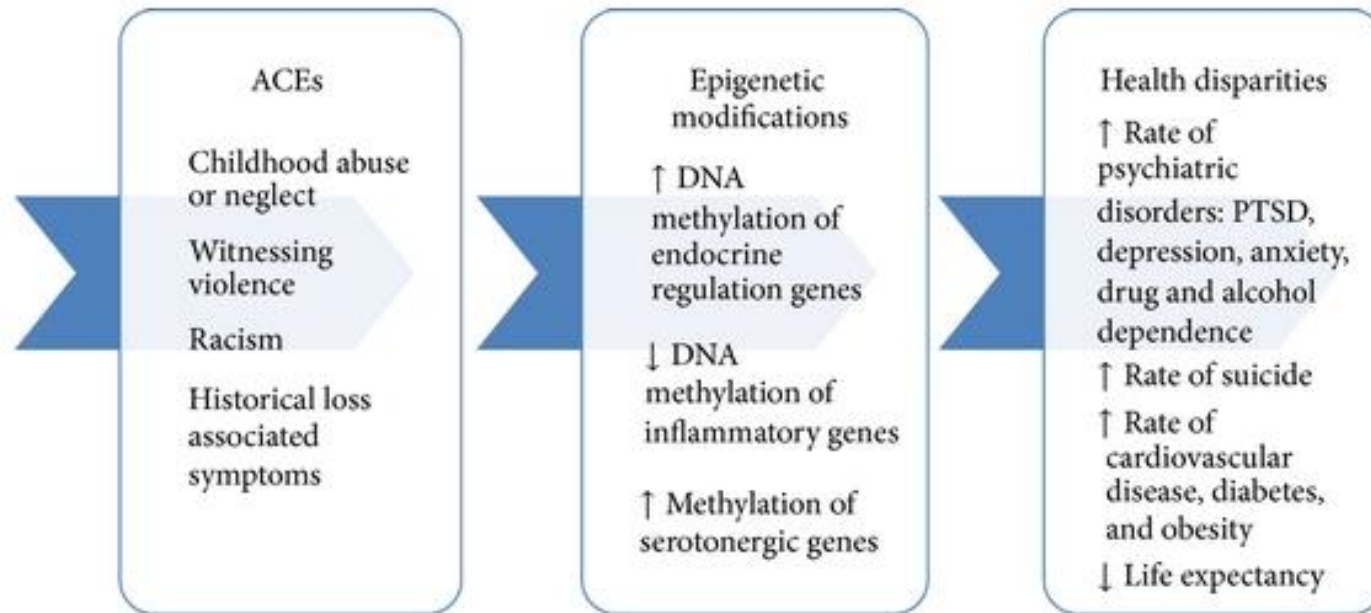 ACEs
Childhood abuse
or neglect
Witnessing
violence
Racism
Historical loss
associated
symptoms
Epigenetic
modifications
↑ DNA
methylation of
endocrine
regulation genes
↓ DNA
methylation of
inflammatory genes
↑ Methylation of
serotonergic genes
Health disparities
↑ Rate of
psychiatric
disorders: PTSD,
depression, anxiety,
drug and alcohol
dependence
↑ Rate of suicide
↑ Rate of
cardiovascular
disease, diabetes,
and obesity
↓ Life expectancy